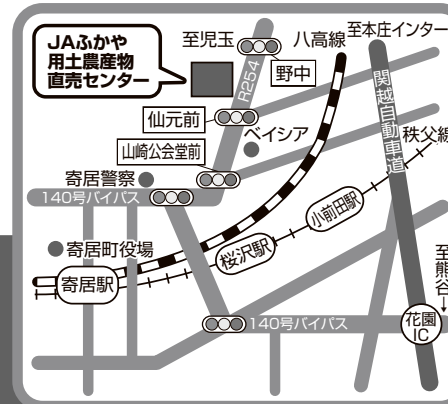 JAふかや
用土農産物
直売センター
至児玉
八高線
至本庄インター
野中
R254
関越自動車道
仙元前
ベイシア
山崎公会堂前
秩父線
寄居警察
140号バイパス
小前田駅
寄居町役場
桜沢駅
寄居駅
至熊谷
140号バイパス
花園
IC